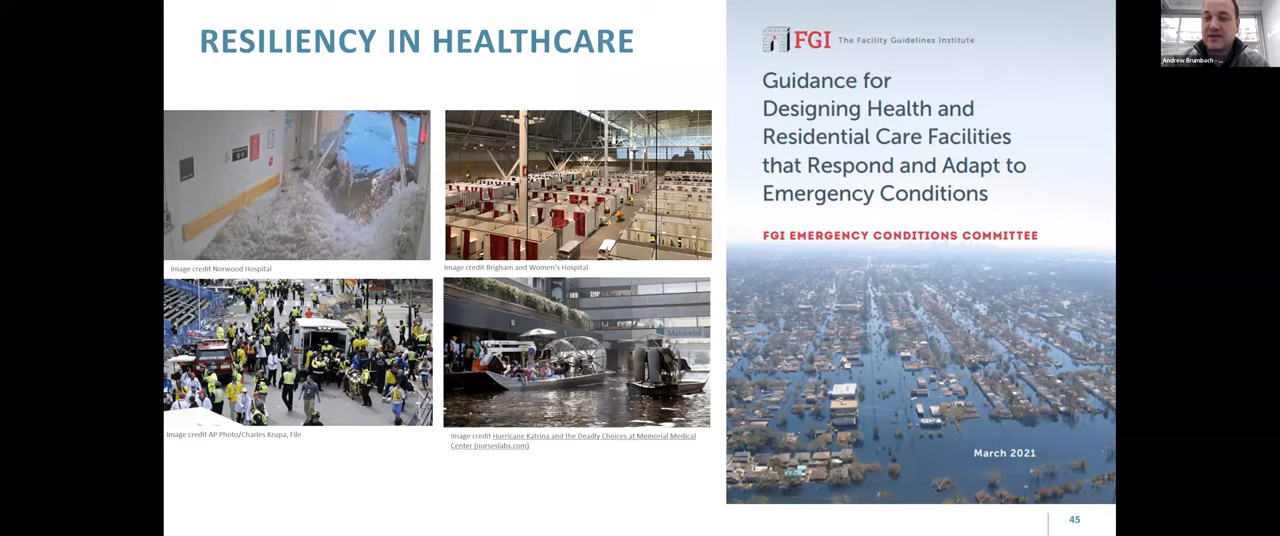 RESILIENCY IN HEALTHCARE
Image credit Norwood Hospital
Image credit Brigham and Women's Hospital
Memorial
Image credit AP Photo/Charles Krupa, File
Image credit Hurricane Katrina and the Deadly Choices at Memorial Medical
Center (nurseslabs.com)
FGI The Facility Guidelines Institute
Guidance for
Designing Health and
Residential Care Facilities
that Respond and Adapt to
Emergency Conditions
FGI EMERGENCY CONDITIONS COMMITTEE
March 2021
45
Andrew Brumbach - ...